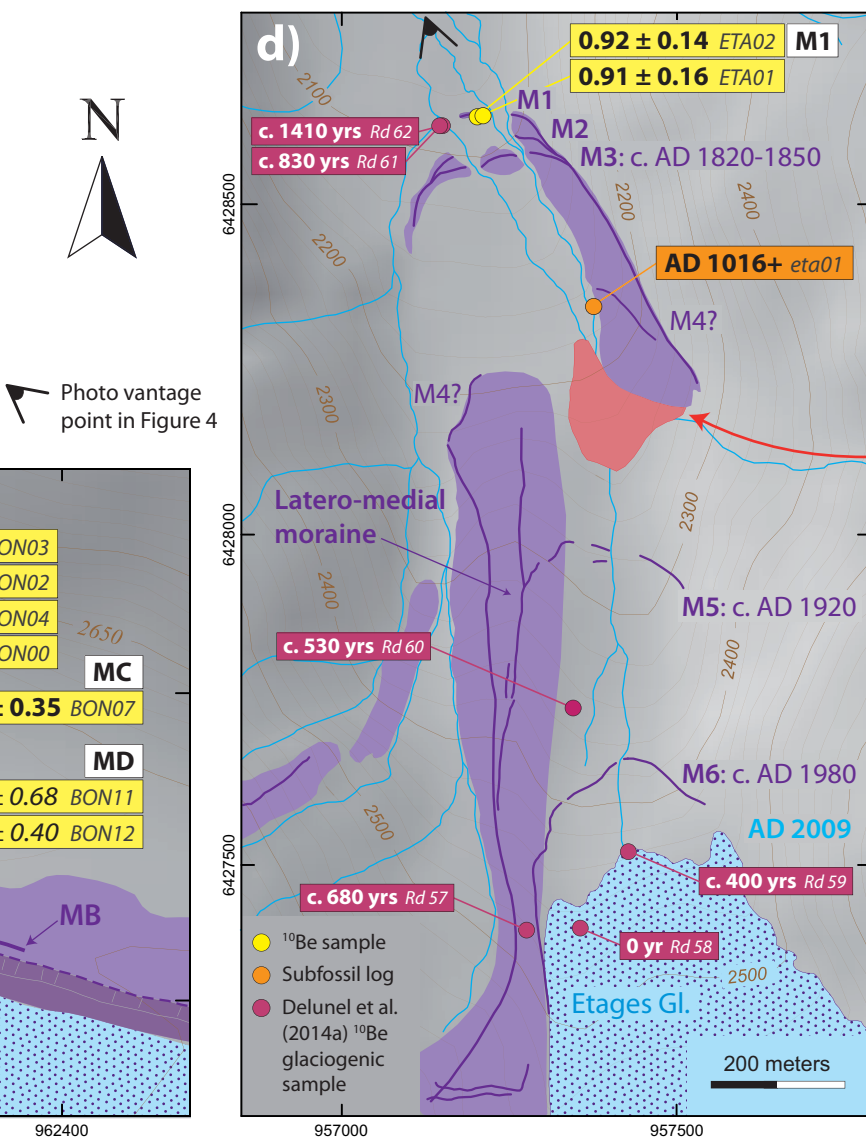 N
Photo vantage
point in Figure 4
ON03
ON02
ON04
ON00
2650
MC
± 0.35 BON07
MD
± 0.68 BON11
± 0.40 BON12
MB
962400
d)
0.92 ± 0.14 ETA02
M1
0.91 ± 0.16 ETA01
2100
M1
M2
c. 1410 yrs Rd 62
c. 830 yrs Rd 61
M3: c. AD 1820-1850
6428500
2200
2400
2200
AD 1016+ eta01
M4?
2300
M4?
Latero-medial
moraine
2300
6428000
2400
M5: c. AD 1920
c. 530 yrs Rd 60
2400
M6: c. AD 1980
2500
AD 2009
6427500
c. 400 yrs Rd 59
c. 680 yrs Rd 57
0 yr Rd 58
2500
Etages Gl.
10Be sample
Subfossil log
Delunel et al.
(2014a) 10Be
glaciogenic
sample
200 meters
957000
957500